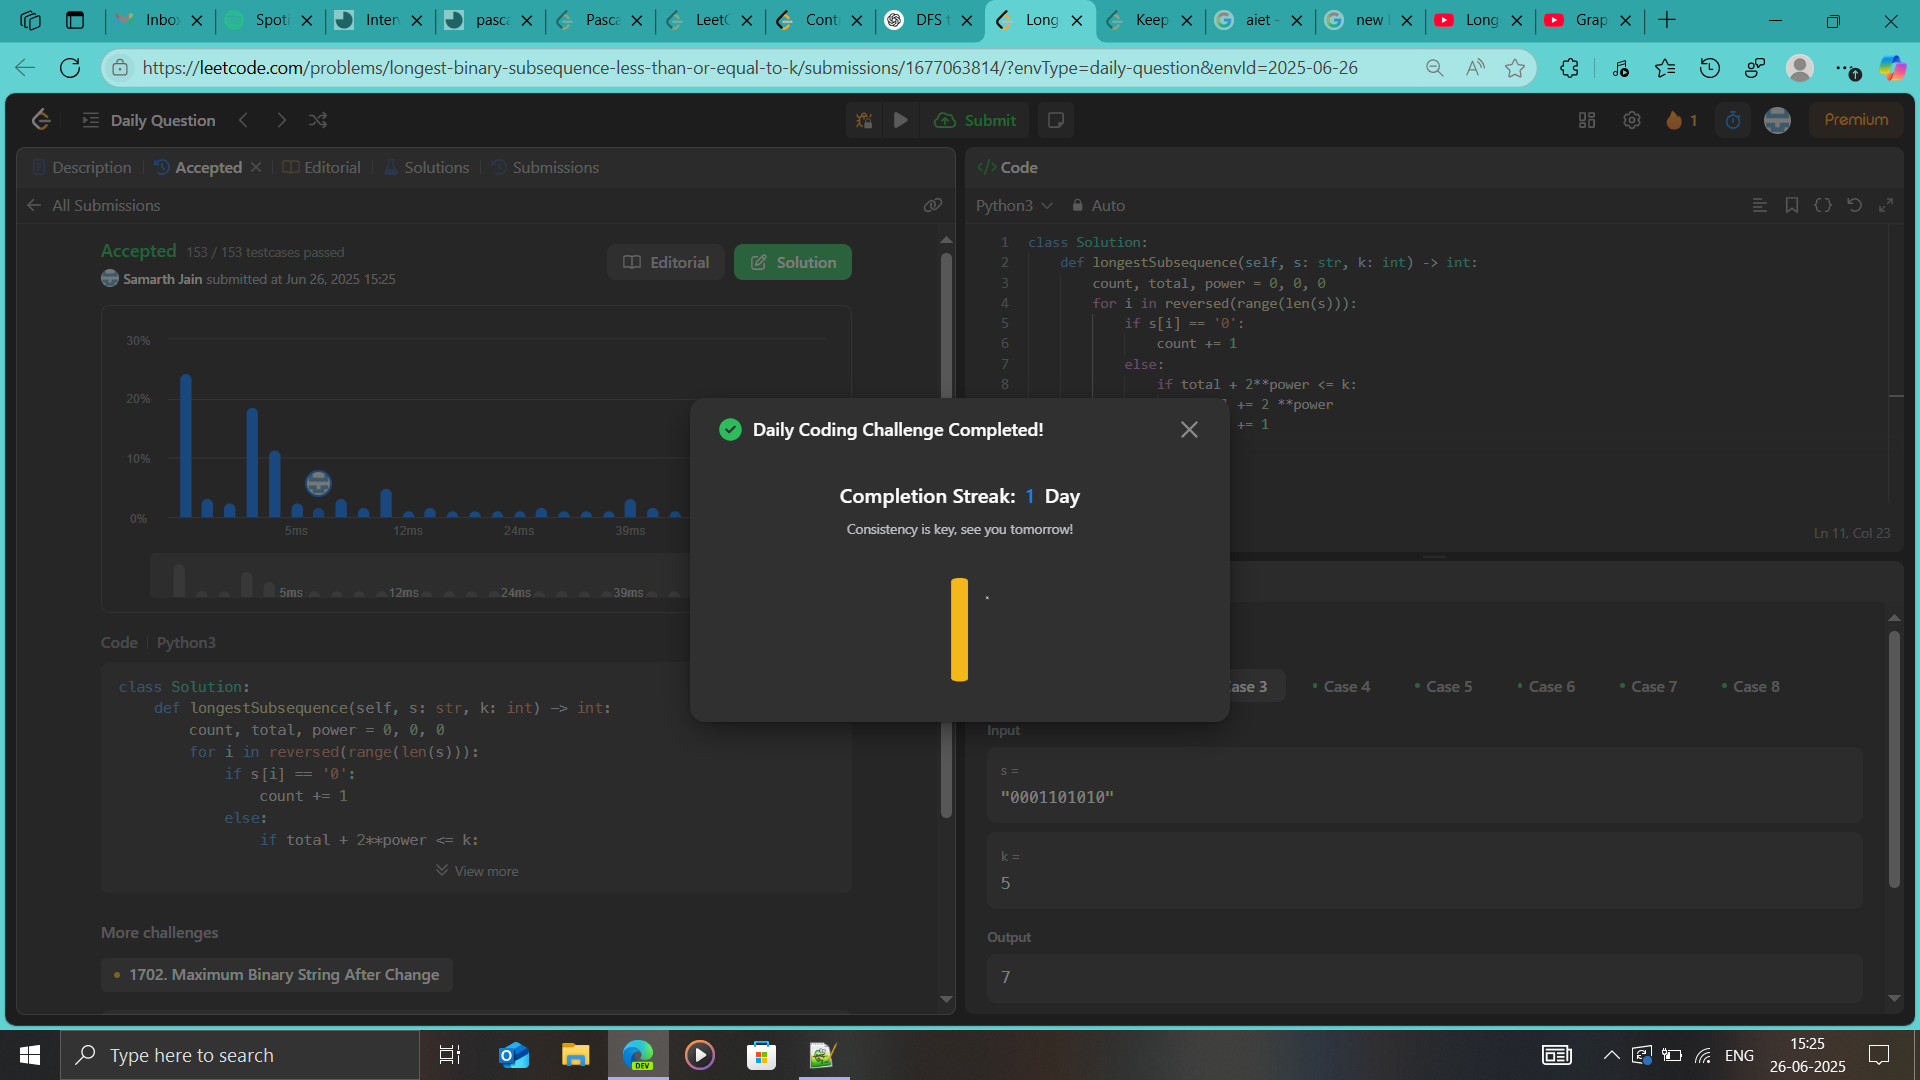 Inbo
Spoti
Inter
pasca
Pasca
LeetC
Conti
DFS t
Long
Keep
aiet -
new
Long
Grap
https://leetcode.com/problems/longest-binary-subsequence-less-than-or-equal-to-k/submissions/1677063814/?envType=daily-question&envId=2025-06-26
Daily Question
Submit
1
Premium
Description
Accepted
Editorial
Solutions
Submissions
All Submissions
Accepted 153 / 153 testcases passed
Samarth Jain submitted at Jun 26, 2025 15:25
Editorial
Solution
30%
20%
10%
0%
5ms 12ms 24ms 39ms
5ms 12ms 24ms 39ms
Code | Python3
class Solution:
def longestSubsequence(self, s: str, k: int) -> int:
count, total, power = 0, 0, 0
for i in reversed(range(len(s))):
if s[i] == '0':
count += 1
else:
if total + 2**power <= k:
View more
More challenges
1702. Maximum Binary String After Change
</> Code
Python3
Auto
1 class Solution:
2 def longestSubsequence(self, s: str, k: int) -> int:
3 count, total, power = 0, 0, 0
4 for i in reversed(range(len(s))):
5 if s[i] == '0':
6 count += 1
7 else:
8 if total + 2**power <= k:
+= 2 **power
+= 1
Ln 11, Col 23
Daily Coding Challenge Completed!
Completion Streak: 1 Day
Consistency is key, see you tomorrow!
ase 3
Case 4
Case 5
Case 6
Case 7
Case 8
Input
s =
"0001101010"
k =
5
Output
7
Type here to search
DEV
ENG
15:25
26-06-2025